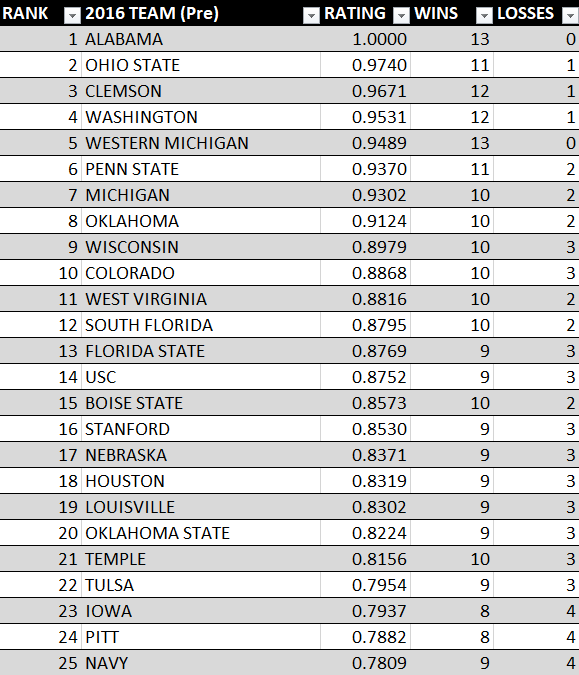 RANK 2016 TEAM (Pre) RATING WINS LOSSES
1 ALABAMA 1.0000 13 0
2 OHIO STATE 0.9740 11 1
3 CLEMSON 0.9671 12 1
4 WASHINGTON 0.9531 12 1
5 WESTERN MICHIGAN 0.9489 13 0
6 PENN STATE 0.9370 11 2
7 MICHIGAN 0.9302 10 2
8 OKLAHOMA 0.9124 10 2
9 WISCONSIN 0.8979 10 3
10 COLORADO 0.8868 10 3
11 WEST VIRGINIA 0.8816 10 2
12 SOUTH FLORIDA 0.8795 10 2
13 FLORIDA STATE 0.8769 9 3
14 USC 0.8752 9 3
15 BOISE STATE 0.8573 10 2
16 STANFORD 0.8530 9 3
17 NEBRASKA 0.8371 9 3
18 HOUSTON 0.8319 9 3
19 LOUISVILLE 0.8302 9 3
20 OKLAHOMA STATE 0.8224 9 3
21 TEMPLE 0.8156 10 3
22 TULSA 0.7954 9 3
23 IOWA 0.7937 8 4
24 PITT 0.7882 8 4
25 NAVY 0.7809 9 4